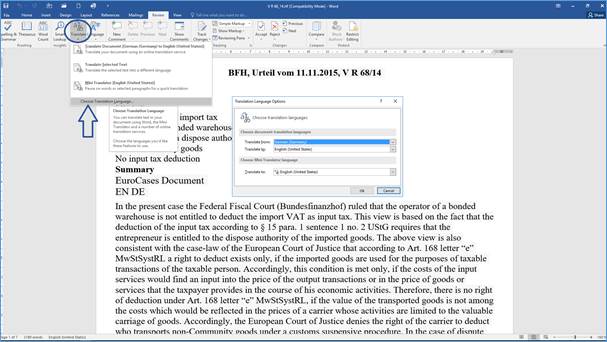 V R 68_14.rtf [Compatibility Mode] - Word
File Home Insert Design Layout References Mailings Review View Tell me what you want to do...
Spelling & Grammar Thesaurus Word Count Translate Language New Comment Delete Previous Next Show Comments Track Changes Simple Markup Show Markup Reviewing Pane Accept Reject Previous Next Compare Block Authors Restrict Editing
Proofing Insights Tracking Changes Compare Protect
Translate Document [German (Germany) to English (United States)]
Translate your document using an online translation service.
Translate Selected Text
Translate the selected text into a different language.
Mini Translator [English (United States)]
Pause on words or selected paragraphs for a quick translation
Choose Translation Language...
Choose Translation Language
You can translate text in your document using Word, the Mini Translator and a number of online translation services.
Choose the languages you'd like these features to use.
BFH, Urteil vom 11.11.2015, V R 68/14
import tax
nded warehouse
dispose authority
y goods
No input tax deduction
Summary
EuroCases Document
EN DE
Translation Language Options
Choose translation languages
Choose document translation languages
Translate from: German (Germany)
Translate to: English (United States)
Choose Mini Translator language
Translate to: English (United States)
OK Cancel
In the present case the Federal Fiscal Court (Bundesfinanzhof) ruled that the operator of a bonded
warehouse is not entitled to deduct the import VAT as input tax. This view is based on the fact that the
deduction of the input tax according to § 15 para. 1 sentence 1 no. 2 UStG requires that the
entrepreneur is entitled to the dispose authority of the imported goods. The above view is also
consistent with the case-law of the European Court of Justice that according to Art. 168 letter “e”
MwStSystRL a right to deduct exists only, if the imported goods are used for the purposes of taxable
transactions of the taxable person. Accordingly, this condition is met only, if the costs of the input
services would find an input into the price of the output transactions or in the price of goods or
services that the taxpayer provides in the course of his economic activities. Therefore, there is no right
of deduction under Art. 168 letter “e” MwStSystRL, if the value of the transported goods is not among
the costs which would be reflected in the prices of a carrier whose activities are limited to the valuable
carriage of goods. Accordingly, the European Court of Justice denies the right of the carrier to deduct
who transports non-Community goods under a customs suspensive procedure. In the case of dispute
English (United States)